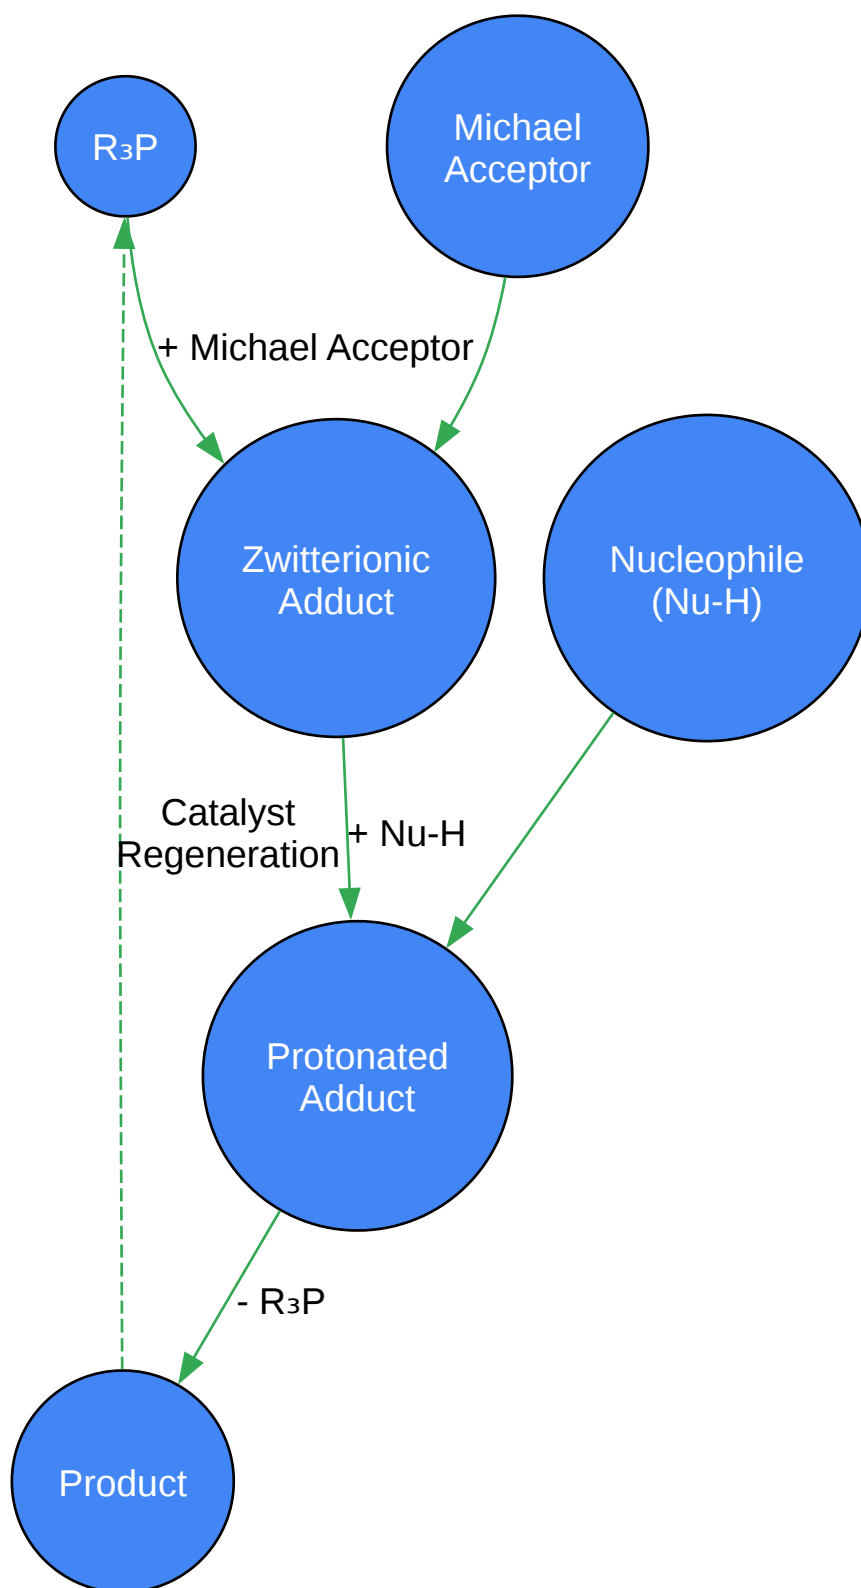 R₃P
Michael
Acceptor
+ Michael Acceptor
Zwitterionic
Adduct
Nucleophile
(Nu-H)
Catalyst
Regeneration
+ Nu-H
Protonated
Adduct
- R₃P
Product